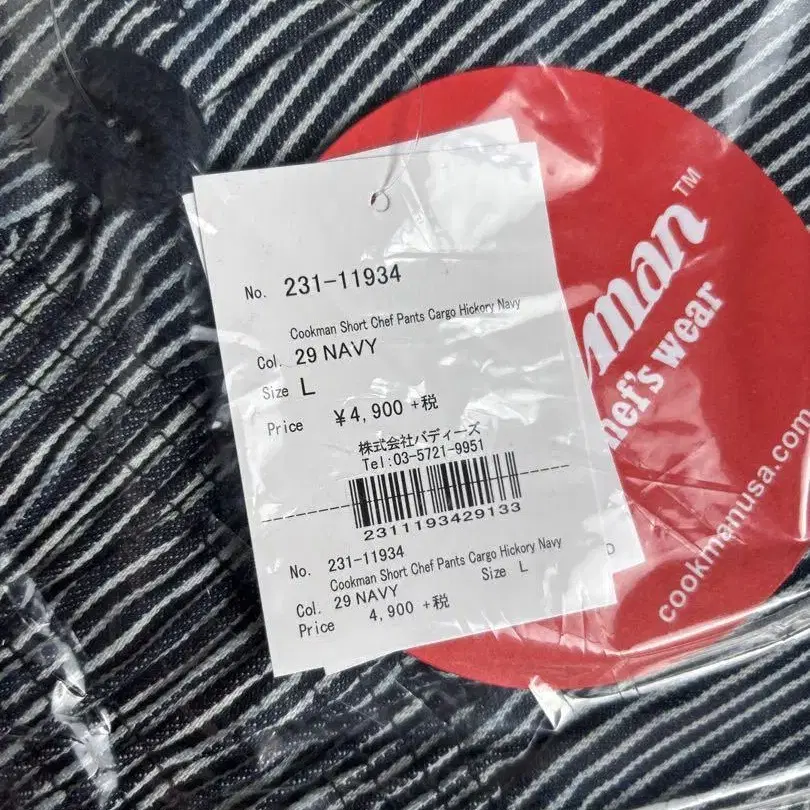 No. 231-11934
Cookman Short Chef Pants Cargo Hickory Navy
Col. 29 NAVY
Size L
Price ¥4,900 +税
株式会社バディーズ
Tel:03-5721-9951
2311193429133
No. 231-11934
Cookman Short Chef Pants Cargo Hickory Navy
Col. 29 NAVY Size L
Price 4,900 +税
man™
hef's wear
cookmanusa.com
D